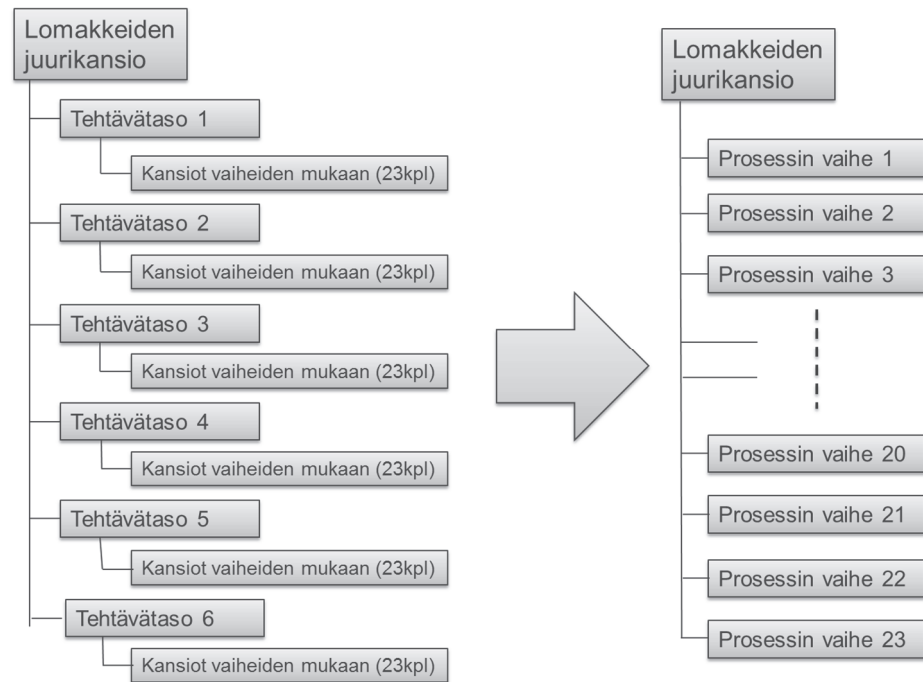 Lomakkeiden
juurikansio
Tehtävätaso 1
Kansiot vaiheiden mukaan (23kpl)
Tehtävätaso 2
Kansiot vaiheiden mukaan (23kpl)
Tehtävätaso 3
Kansiot vaiheiden mukaan (23kpl)
Tehtävätaso 4
Kansiot vaiheiden mukaan (23kpl)
Tehtävätaso 5
Kansiot vaiheiden mukaan (23kpl)
Tehtävätaso 6
Kansiot vaiheiden mukaan (23kpl)
Lomakkeiden
juurikansio
Prosessin vaihe 1
Prosessin vaihe 2
Prosessin vaihe 3
Prosessin vaihe 20
Prosessin vaihe 21
Prosessin vaihe 22
Prosessin vaihe 23